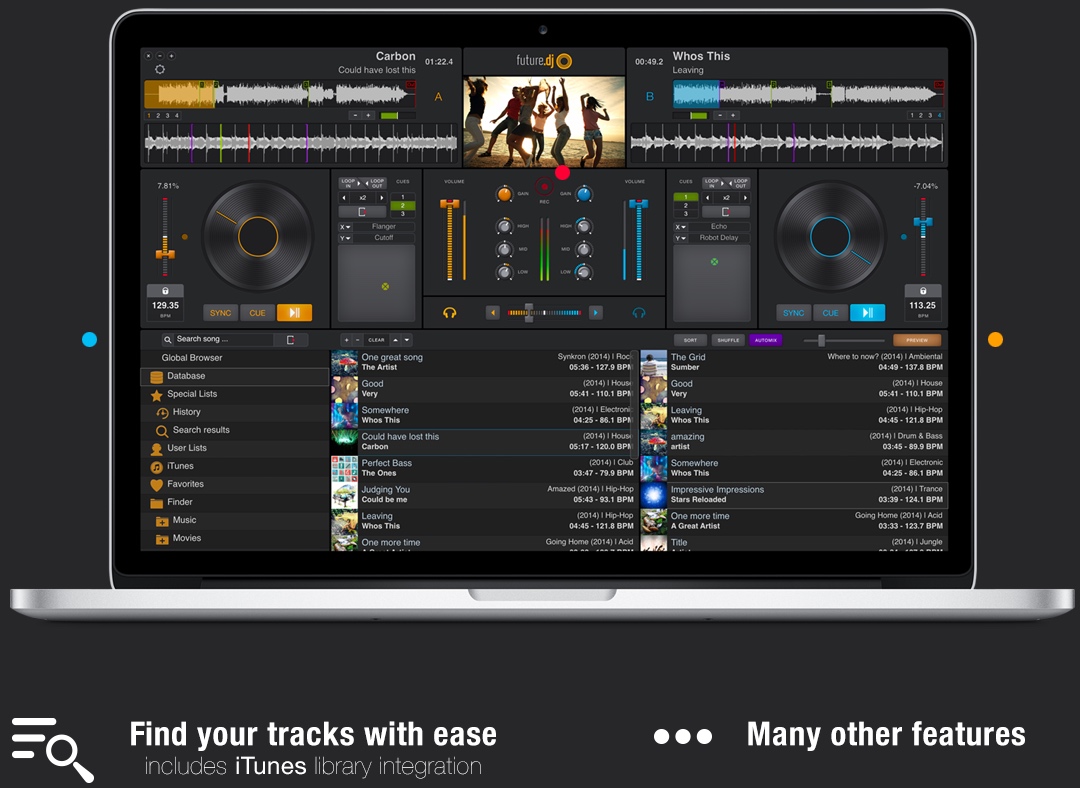 Carbon
Could have lost this
01:22.4
A
1 2 3 4
future.dj
00:49.2
Whos This
Leaving
B
1 2 3 4
7.81%
129.35
BPM
SYNC CUE
LOOP IN LOOP OUT
x2
CUES
1
2
3
X Flanger
Y Cutoff
VOLUME
GAIN
HIGH
MID
LOW
REC
GAIN
HIGH
MID
LOW
VOLUME
CUES
1
2
3
LOOP IN LOOP OUT
x2
X Echo
Y Robot Delay
SYNC CUE
-7.04%
113.25
BPM
Search song ...
Global Browser
Database
Special Lists
History
Search results
User Lists
iTunes
Favorites
Finder
Music
Movies
+ - CLEAR
One great song Synkron (2014) | Rock
The Artist 05:36 - 127.9 BPM
Good (2014) | House
Very 05:41 - 110.1 BPM
Somewhere (2014) | Electronic
Whos This 04:25 - 86.1 BPM
Could have lost this (2014) | House
Carbon 05:17 - 120.0 BPM
Perfect Bass (2014) | Club
The Ones 03:47 - 79.9 BPM
Judging You Amazed (2014) | Hip-Hop
Could be me 05:43 - 93.1 BPM
Leaving (2014) | Hip-Hop
Whos This 04:45 - 121.8 BPM
One more time Going Home (2014) | Acid
SORT SHUFFLE AUTOMIX PREVIEW
The Grid Where to now? (2014) | Ambiental
Sumber 04:49 - 137.8 BPM
Good (2014) | House
Very 05:41 - 110.1 BPM
Leaving (2014) | Hip-Hop
Whos This 04:45 - 121.8 BPM
amazing (2014) | Drum & Bass
artist 03:45 - 89.9 BPM
Somewhere (2014) | Electronic
Whos This 04:25 - 86.1 BPM
Impressive Impressions (2014) | Trance
Stars Reloaded 03:39 - 124.1 BPM
One more time Going Home (2014) | Acid
A Great Artist 03:33 - 123.7 BPM
Title (2014) | Jungle
Find your tracks with ease
includes iTunes library integration
Many other features